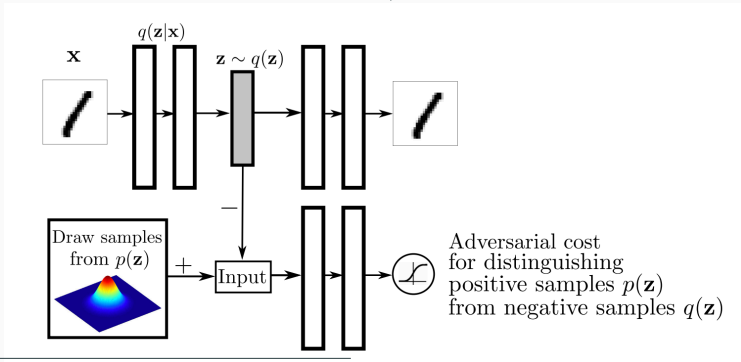 q(z|x)
x
z ∼ q(z)
−
Draw samples
from p(z)
+
Input
Adversarial cost
for distinguishing
positive samples p(z)
from negative samples q(z)